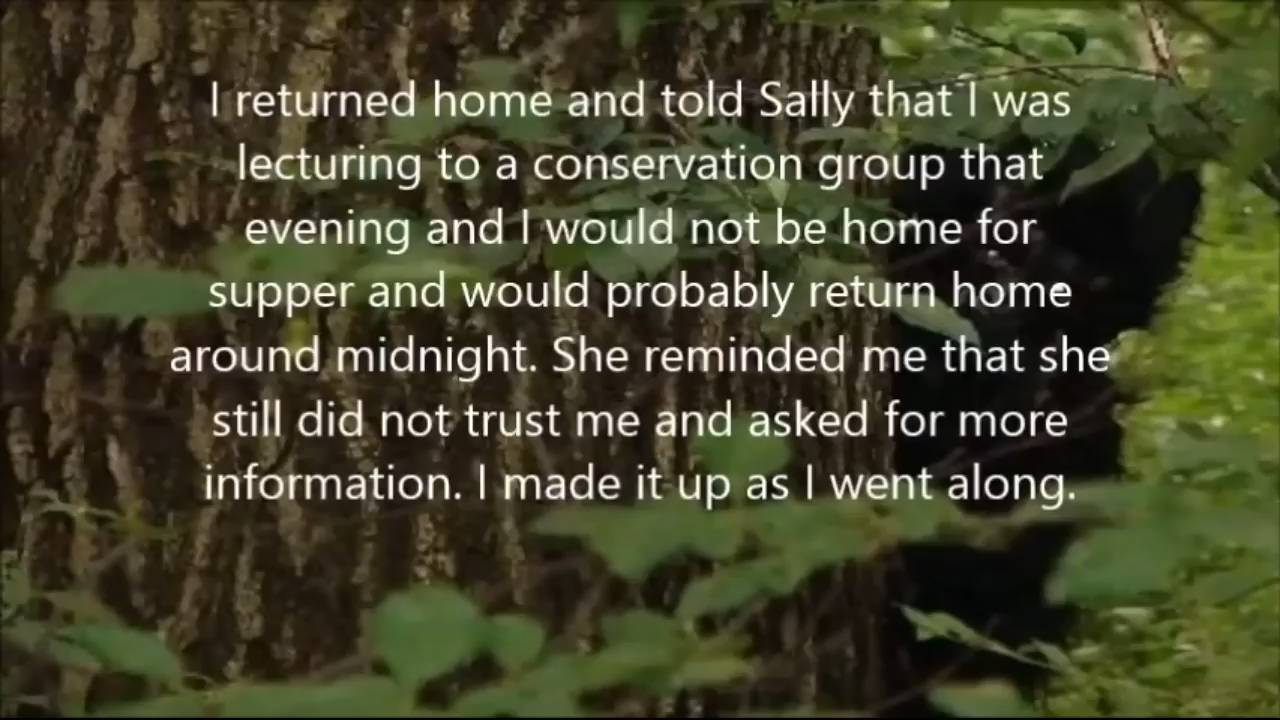 I returned home and told Sally that I was
lecturing to a conservation group that
evening and I would not be home for
supper and would probably return home
around midnight. She reminded me that she
still did not trust me and asked for more
information. I made it up as I went along.